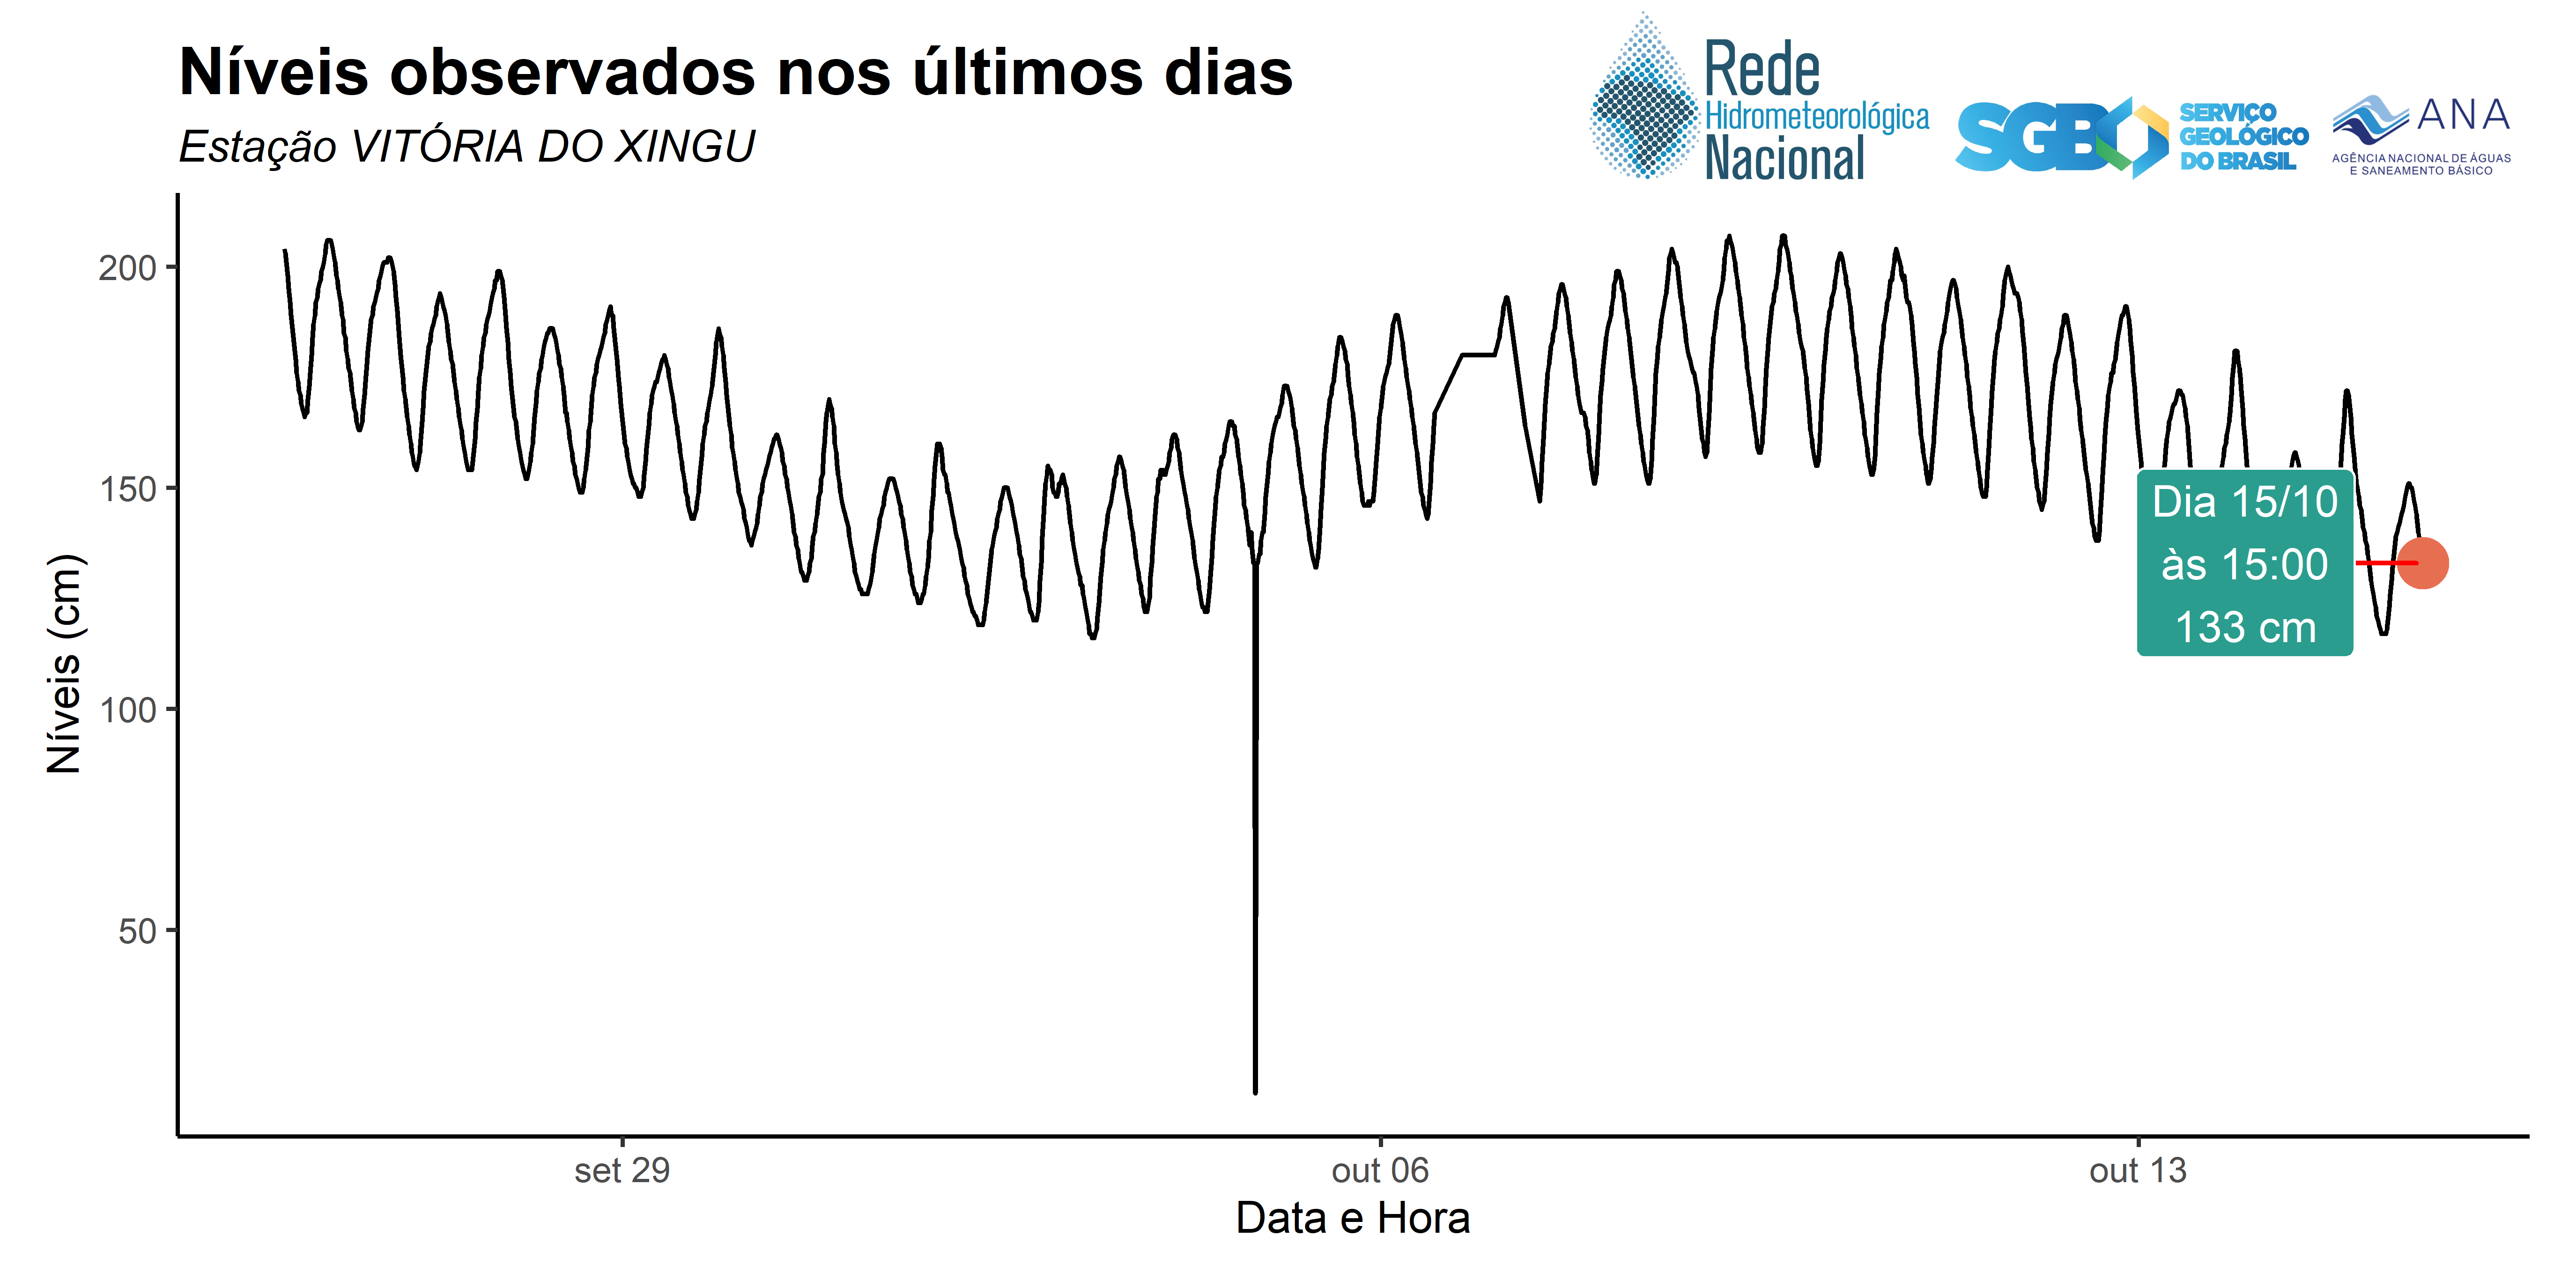 Níveis observados nos últimos dias
Estação VITÓRIA DO XINGU
Rede
Hidrometeorológica
Nacional
SGB
SERVIÇO
GEOLÓGICO
DO BRASIL
ANA
AGÊNCIA NACIONAL DE ÁGUAS
E SANEAMENTO BÁSICO
Níveis (cm)
200
150
100
50
Dia 15/10
às 15:00
133 cm
set 29
out 06
out 13
Data e Hora